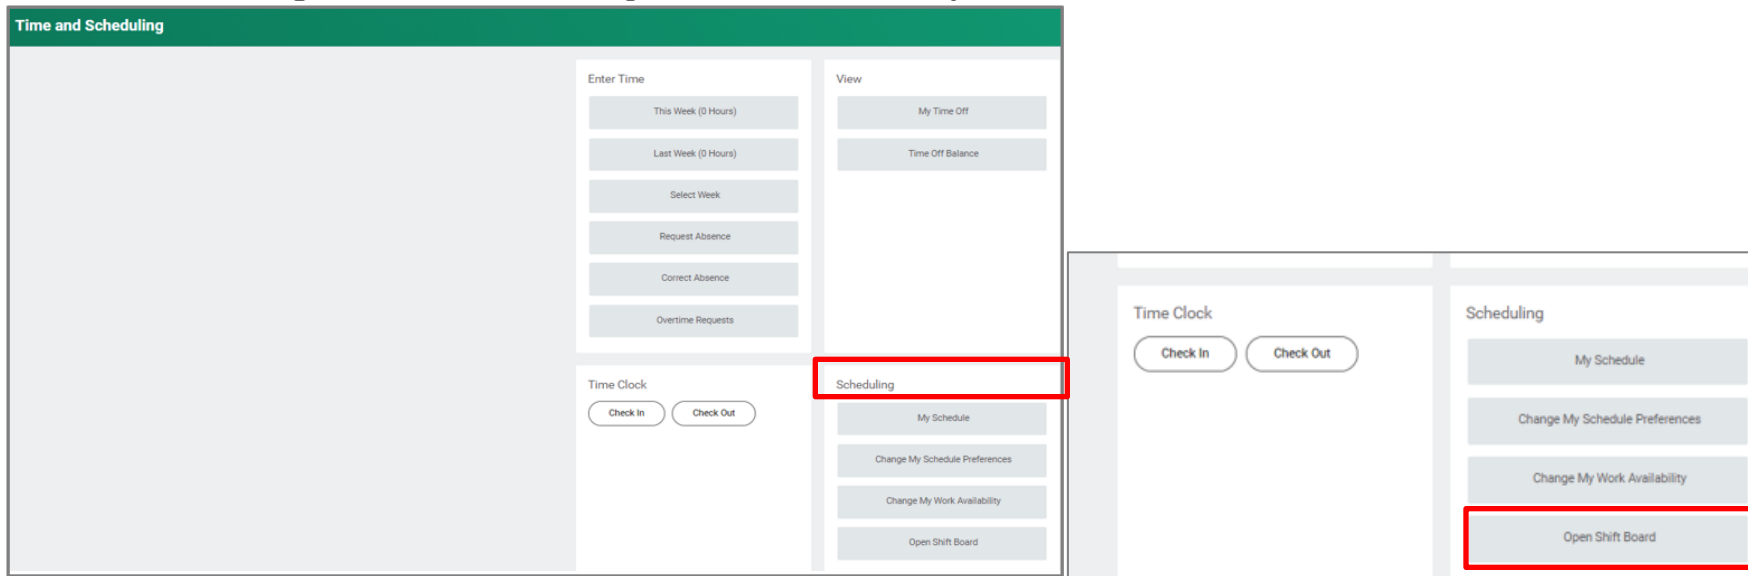 Time and Scheduling
Enter Time
This Week (0 Hours)
Last Week (0 Hours)
Select Week
Request Absence
Correct Absence
Overtime Requests
View
My Time Off
Time Off Balance
Time Clock
Check In Check Out
Scheduling
My Schedule
Change My Schedule Preferences
Change My Work Availability
Open Shift Board
Time Clock
Check In Check Out
Scheduling
My Schedule
Change My Schedule Preferences
Change My Work Availability
Open Shift Board